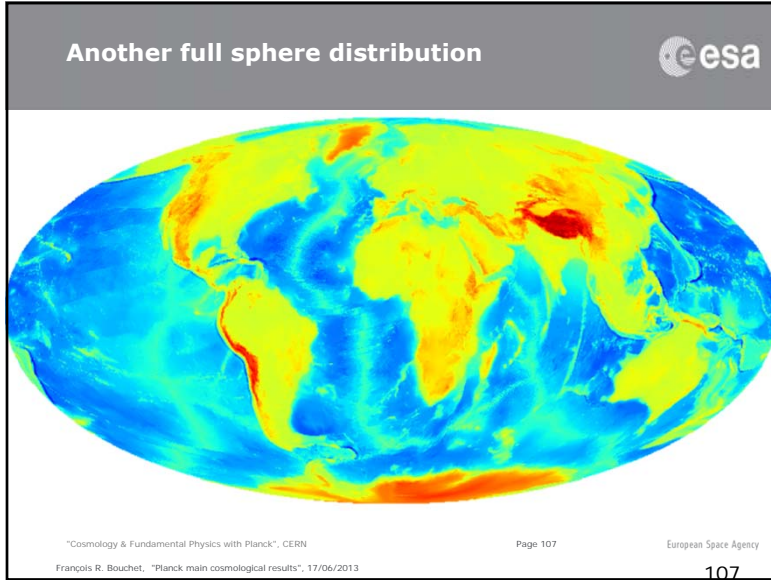 Another full sphere distribution
esa
"Cosmology & Fundamental Physics with Planck", CERN
Page 107
European Space Agency
François R. Bouchet, "Planck main cosmological results", 17/06/2013
107